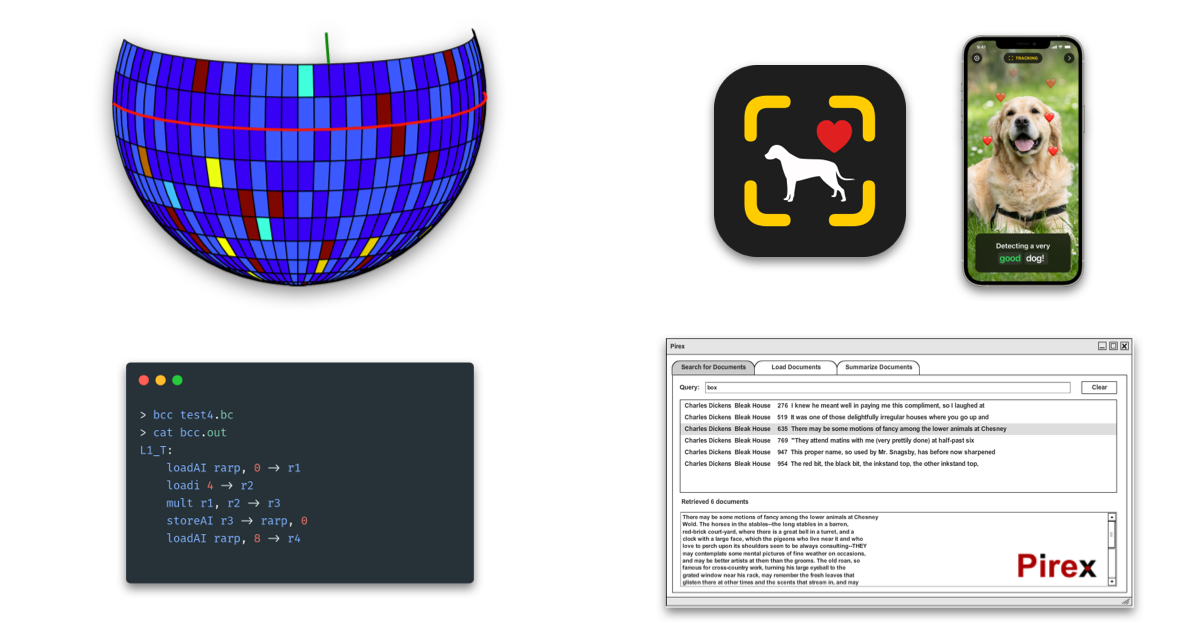 9:41
TRACKING
Detecting a very
good dog!
> bcc test4.bc
> cat bcc.out
L1_T:
loadAI rarp, 0 → r1
loadi 4 → r2
mult r1, r2 → r3
storeAI r3 → rarp, 0
loadAI rarp, 8 → r4
Pirex
Search for Documents Load Documents Summarize Documents
Query: box Clear
Charles Dickens Bleak House 276 I knew he meant well in paying me this compliment, so I laughed at
Charles Dickens Bleak House 519 It was one of those delightfully irregular houses where you go up and
Charles Dickens Bleak House 635 There may be some motions of fancy among the lower animals at Chesney
Charles Dickens Bleak House 769 "They attend matins with me (very prettily done) at half-past six
Charles Dickens Bleak House 947 This proper name, so used by Mr. Snagsby, has before now sharpened
Charles Dickens Bleak House 954 The red bit, the black bit, the inkstand top, the other inkstand top,
Retrieved 6 documents
There may be some motions of fancy among the lower animals at Chesney
Wold. The horses in the stables--the long stables in a barren,
red-brick court-yard, where there is a great bell in a turret, and a
clock with a large face, which the pigeons who live near it and who
love to perch upon its shoulders seem to be always consulting--THEY
may contemplate some mental pictures of fine weather on occasions,
and may be better artists at them than the grooms. The old roan, so
famous for cross-country work, turning his large eyeball to the
grated window near his rack, may remember the fresh leaves that
glisten there at other times and the scents that stream in, and may
Pirex